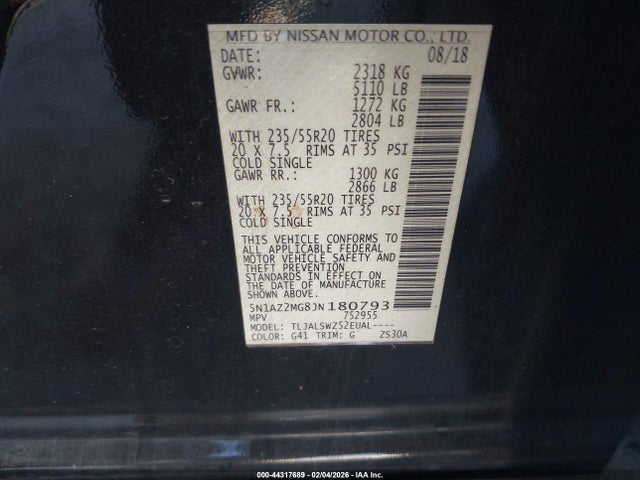 MFD BY NISSAN MOTOR CO., LTD.
DATE: 08/18
GVWR: 2318 KG
5110 LB
GAWR FR.: 1272 KG
2804 LB
WITH 235/55R20 TIRES
20 X 7.5 RIMS AT 35 PSI
COLD SINGLE
GAWR RR.: 1300 KG
2866 LB
WITH 235/55R20 TIRES
20 X 7.5 RIMS AT 35 PSI
COLD SINGLE
THIS VEHICLE CONFORMS TO
ALL APPLICABLE FEDERAL
MOTOR VEHICLE SAFETY AND
THEFT PREVENTION
STANDARDS IN EFFECT ON
THE DATE OF MANUFACTURE
SHOWN ABOVE.
5N1AZ2MG8JN180793
MPV 752955
MODEL: TLJALSWZ52EUAL----
COLOR: G41 TRIM: G ZS30A
000-44317689 - 02/04/2026 - IAA Inc.